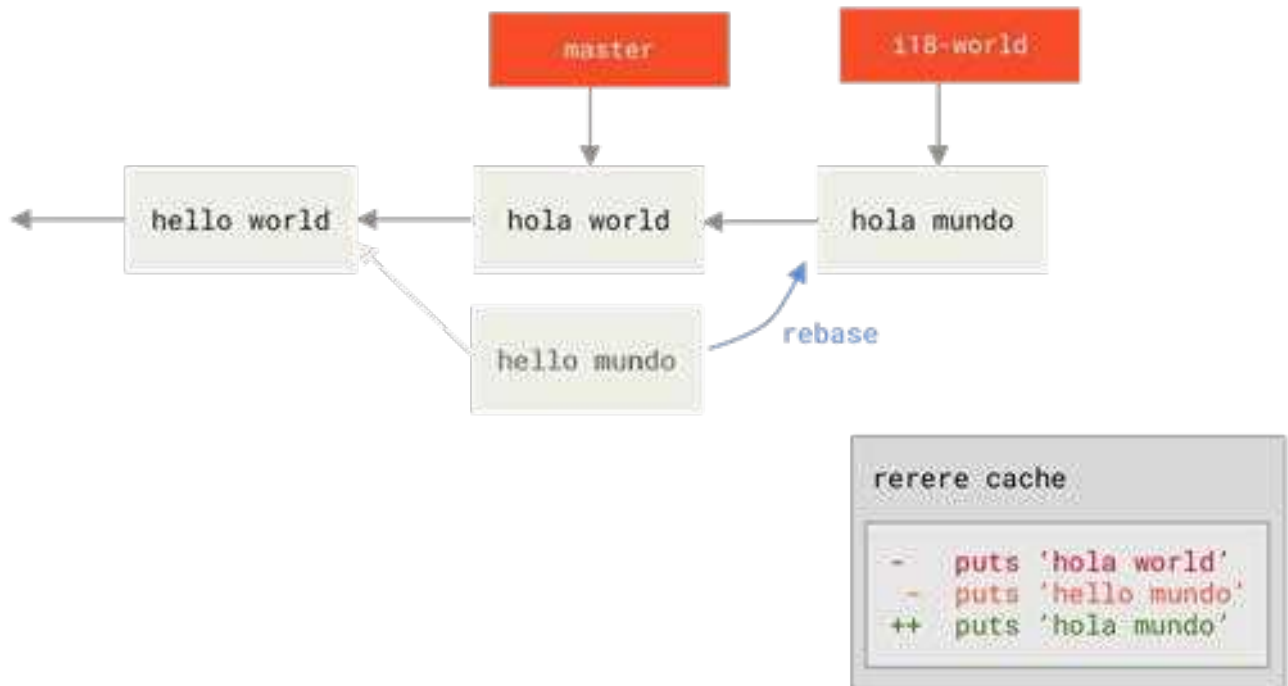 master
i18-world
hello world
hola world
hola mundo
hello mundo
rebase
rerere cache
-   puts ‘hola world’
 -  puts ‘hello mundo’
++  puts ‘hola mundo’